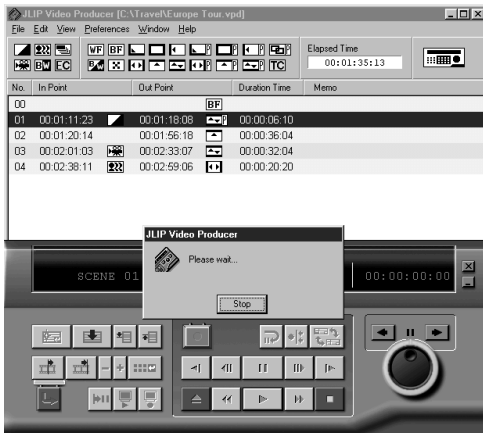 JLIP Video Producer [C:\Travel\Europe Tour.vpd]
File Edit View Preferences Window Help
WF BF P P P P Elapsed Time
BW EC B/W P P TC 00:01:35:13
No. In Point Out Point Duration Time Memo
00 BF
01 00:01:11:23 00:01:18:08 P 00:00:06:10
02 00:01:20:14 00:01:56:18 00:00:36:04
03 00:02:01:03 00:02:33:07 00:00:32:04
04 00:02:38:11 00:02:59:06 00:00:20:20
JLIP Video Producer
Please wait...
Stop
SCENE 01
00:00:00:00